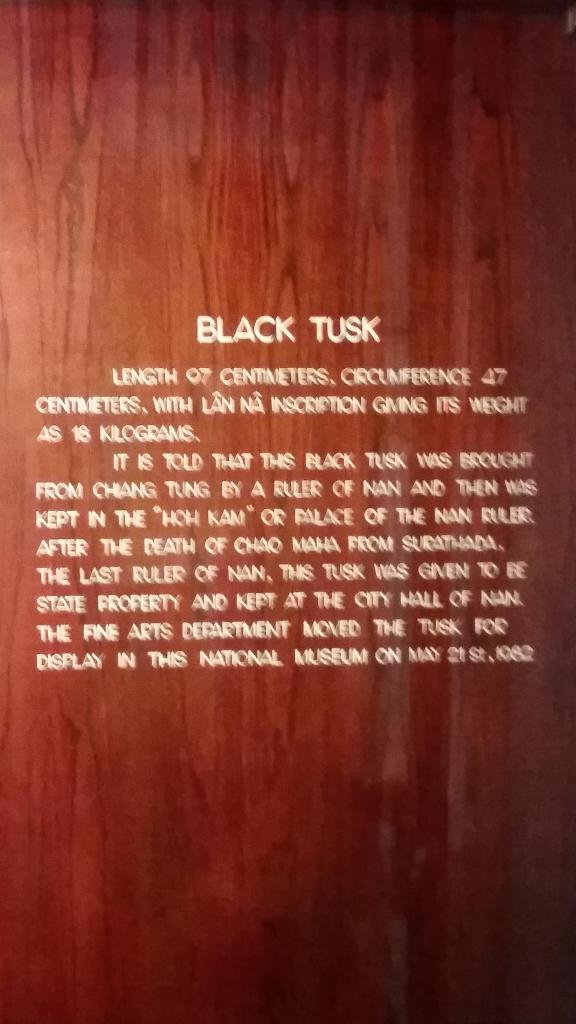 BLACK TUSK
LENGTH 97 CENTIMETERS, CIRCUMFERENCE 47
CENTIMETERS, WITH LÂN NÂ INSCRIPTION GIVING ITS WEIGHT
AS 18 KILOGRAMS.
IT IS TOLD THAT THIS BLACK TUSK WAS BROUGHT
FROM CHIANG TUNG BY A RULER OF NAN AND THEN WAS
KEPT IN THE "HOH KAM" OR PALACE OF THE NAN RULER.
AFTER THE DEATH OF CHAO MAHA PROM SURATHADA,
THE LAST RULER OF NAN, THIS TUSK WAS GIVEN TO BE
STATE PROPERTY AND KEPT AT THE CITY HALL OF NAN.
THE FINE ARTS DEPARTMENT MOVED THE TUSK FOR
DISPLAY IN THIS NATIONAL MUSEUM ON MAY 21 St., 1982